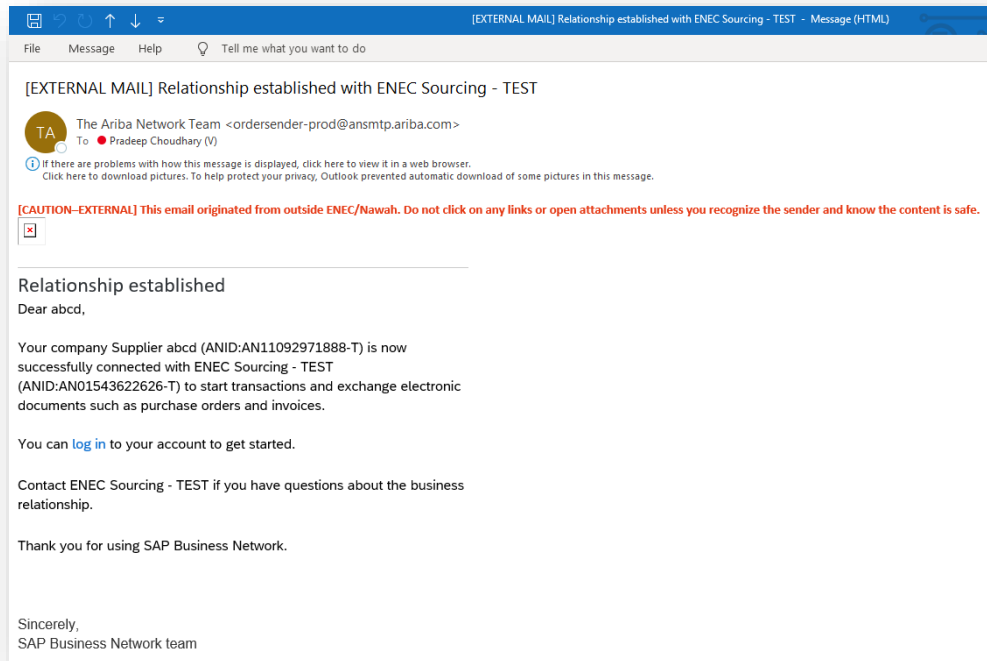 [EXTERNAL MAIL] Relationship established with ENEC Sourcing - TEST - Message (HTML)
File Message Help Tell me what you want to do
[EXTERNAL MAIL] Relationship established with ENEC Sourcing - TEST
TA
The Ariba Network Team <ordersender-prod@ansmtp.ariba.com>
To Pradeep Choudhary (V)
If there are problems with how this message is displayed, click here to view it in a web browser.
Click here to download pictures. To help protect your privacy, Outlook prevented automatic download of some pictures in this message.
[CAUTION–EXTERNAL] This email originated from outside ENEC/Nawah. Do not click on any links or open attachments unless you recognize the sender and know the content is safe.
Relationship established
Dear abcd,
Your company Supplier abcd (ANID:AN11092971888-T) is now
successfully connected with ENEC Sourcing - TEST
(ANID:AN01543622626-T) to start transactions and exchange electronic
documents such as purchase orders and invoices.
You can log in to your account to get started.
Contact ENEC Sourcing - TEST if you have questions about the business
relationship.
Thank you for using SAP Business Network.
Sincerely,
SAP Business Network team